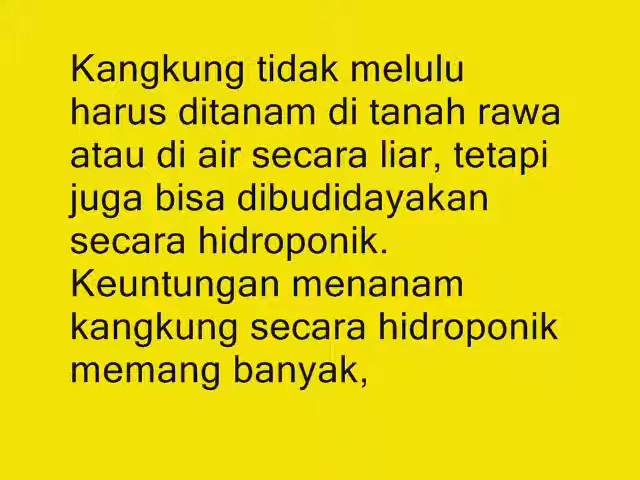 Kangkung tidak melulu
harus ditanam di tanah rawa
atau di air secara liar, tetapi
juga bisa dibudidayakan
secara hidroponik.
Keuntungan menanam
kangkung secara hidroponik
memang banyak,